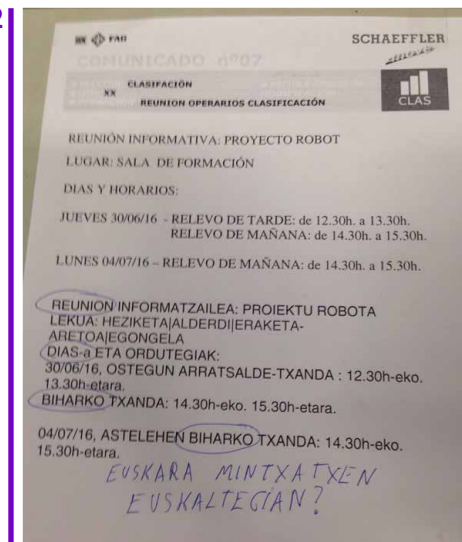 2
FAG
SCHAEFFLER
COMUNICADO nº07
CLASIFACIÓN
xx
REUNION OPERARIOS CLASIFICACIÓN
CLAS
REUNIÓN INFORMATIVA: PROYECTO ROBOT
LUGAR: SALA DE FORMACIÓN
DIAS Y HORARIOS:
JUEVES 30/06/16 - RELEVO DE TARDE: de 12.30h. a 13.30h.
RELEVO DE MAÑANA: de 14.30h. a 15.30h.
LUNES 04/07/16 – RELEVO DE MAÑANA: de 14.30h. a 15.30h.
REUNION INFORMATZAILEA: PROIEKTU ROBOTA
LEKUA: HEZIKETA|ALDERDI|ERAKETA-
ARETOA|EGONGELA
DIAS-a ETA ORDUTEGIAK:
30/06/16, OSTEGUN ARRATSALDE-TXANDA : 12.30h-eko.
13.30h-etara.
BIHARKO TXANDA: 14.30h-eko. 15.30h-etara.
04/07/16, ASTELEHEN BIHARKO TXANDA: 14.30h-eko.
15.30h-etara.
EUSKARA MINTXATXEN
EUSKALTEGIAN?